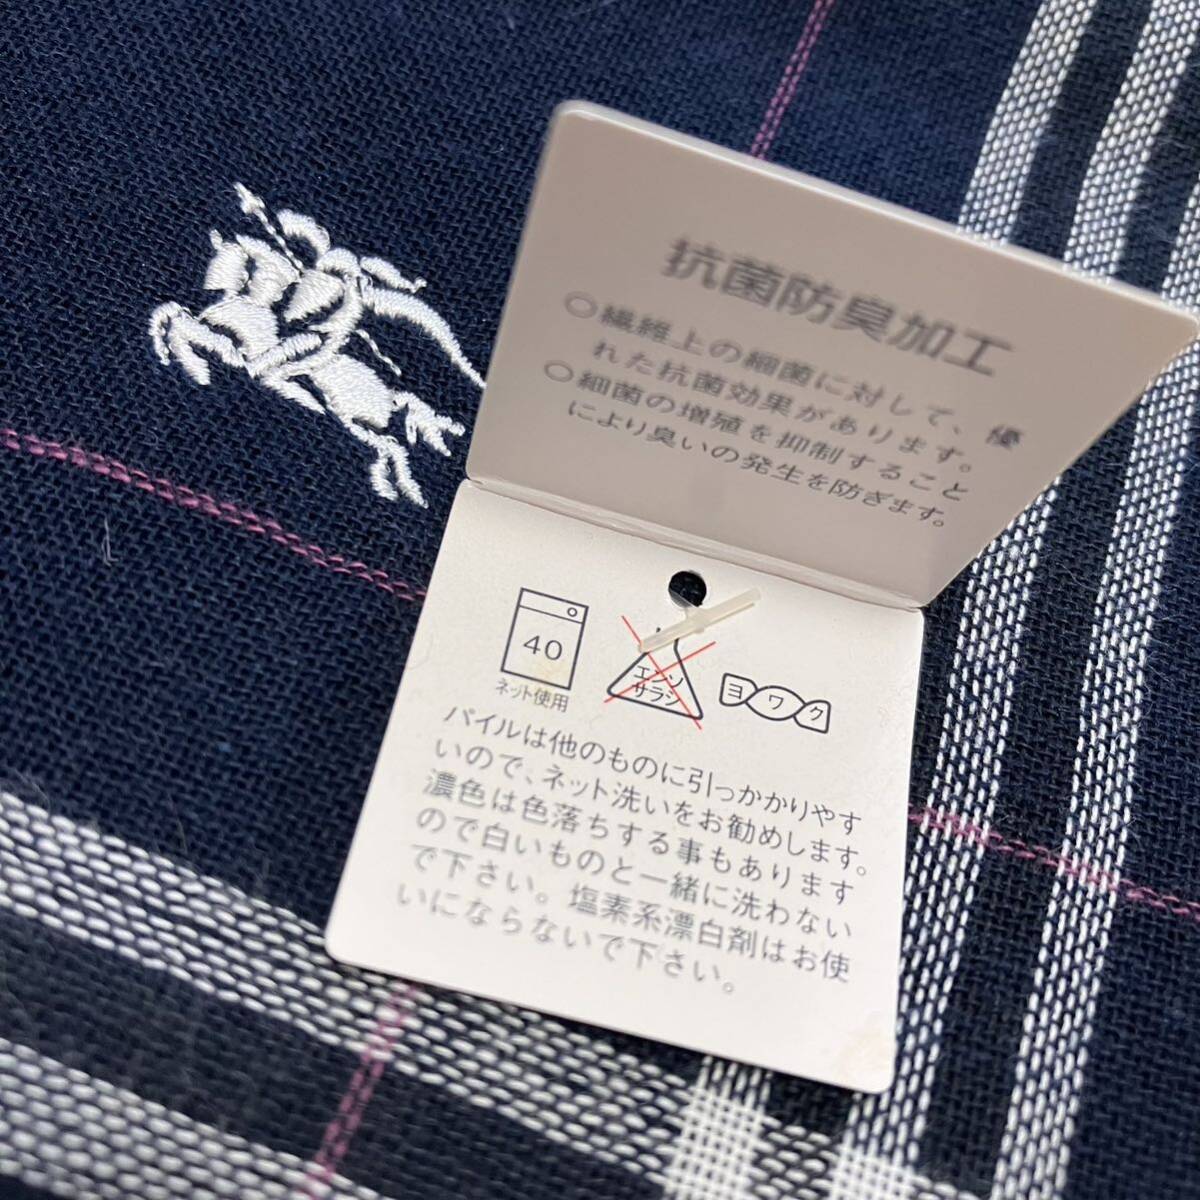 抗菌防臭加工
○繊維上の細菌に対して、優
れた抗菌効果があります。
○細菌の増殖を抑制すること
により臭いの発生を防ぎます。
40
ネット使用
エンソ
サラシ
ヨワク
パイルは他のものに引っかかりやす
いので、ネット洗いをお勧めします。
濃色は色落ちする事もあります
ので白いものと一緒に洗わない
で下さい。塩素系漂白剤はお使
いにならないで下さい。